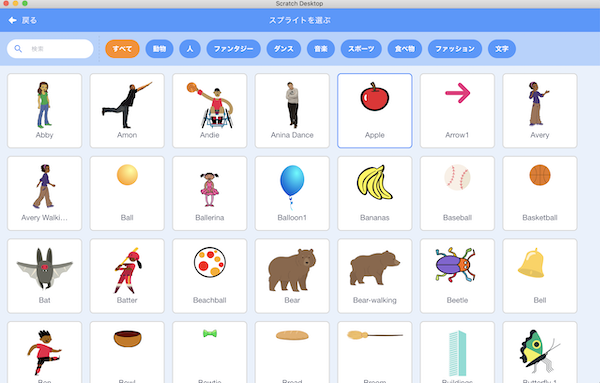 Scratch Desktop
戻る
スプライトを選ぶ
検索
すべて 動物 人 ファンタジー ダンス 音楽 スポーツ 食べ物 ファッション 文字
Abby Amon Andie Anina Dance Apple Arrow1 Avery
Avery Walki... Ball Ballerina Balloon1 Bananas Baseball Basketball
Bat Batter Beachball Bear Bear-walking Beetle Bell
Ben Bowl Bowtie Bread Broom Buildings Butterfly 1